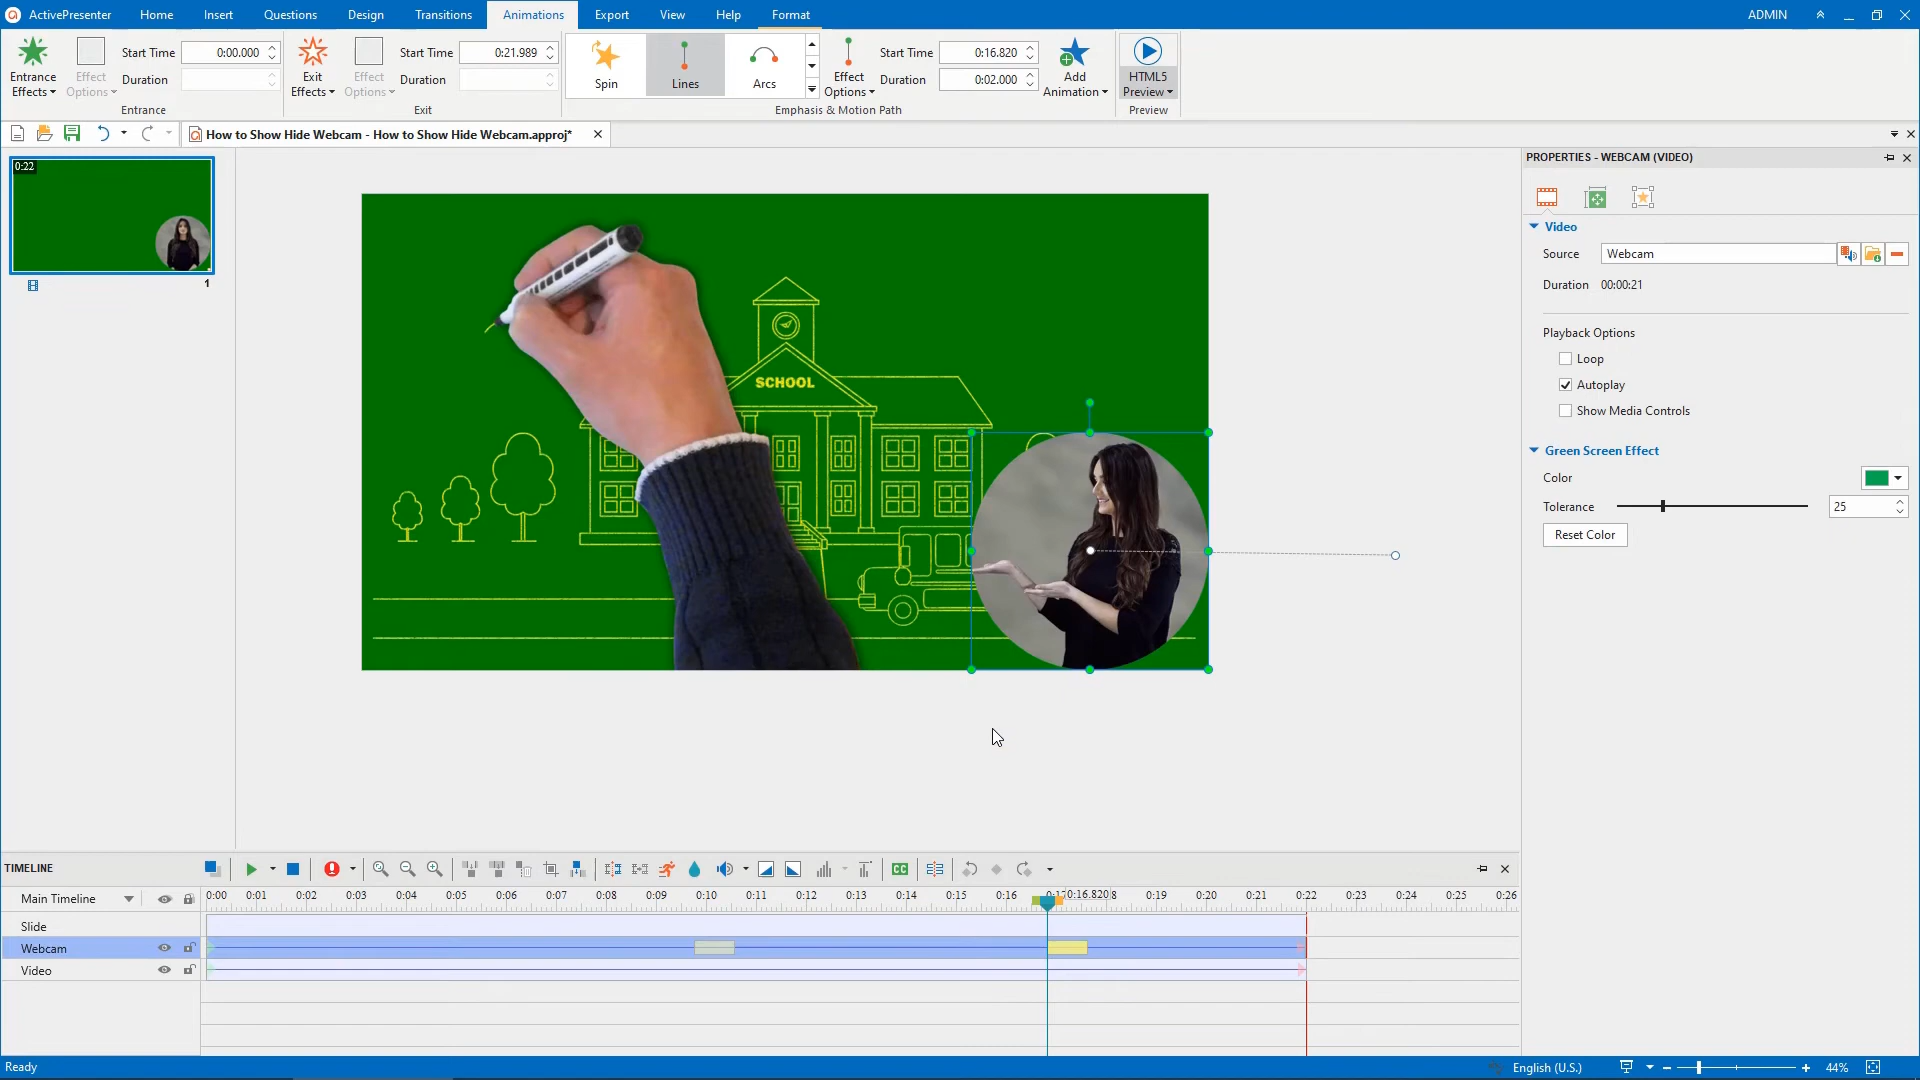 ActivePresenter
Home
Insert
Questions
Design
Transitions
Animations
Export
View
Help
Format
ADMIN
Entrance
Effects
Effect
Options
Start Time
0:00.000
Duration
Entrance
Exit
Effects
Effect
Options
Start Time
0:21.989
Duration
Exit
Spin
Lines
Arcs
Effect
Options
Start Time
0:16.820
Duration
0:02.000
Add
Animation
Emphasis & Motion Path
HTML5
Preview
Preview
How to Show Hide Webcam - How to Show Hide Webcam.approj*
0:22
1
SCHOOL
PROPERTIES - WEBCAM (VIDEO)
Video
Source
Webcam
Duration
00:00:21
Playback Options
Loop
Autoplay
Show Media Controls
Green Screen Effect
Color
Tolerance
25
Reset Color
TIMELINE
CC
Main Timeline
0:00 0:01 0:02 0:03 0:04 0:05 0:06 0:07 0:08 0:09 0:10 0:11 0:12 0:13 0:14 0:15 0:16 0:16.820 0:19 0:20 0:21 0:22 0:23 0:24 0:25 0:26
Slide
Webcam
Video
Ready
English (U.S.)
44%